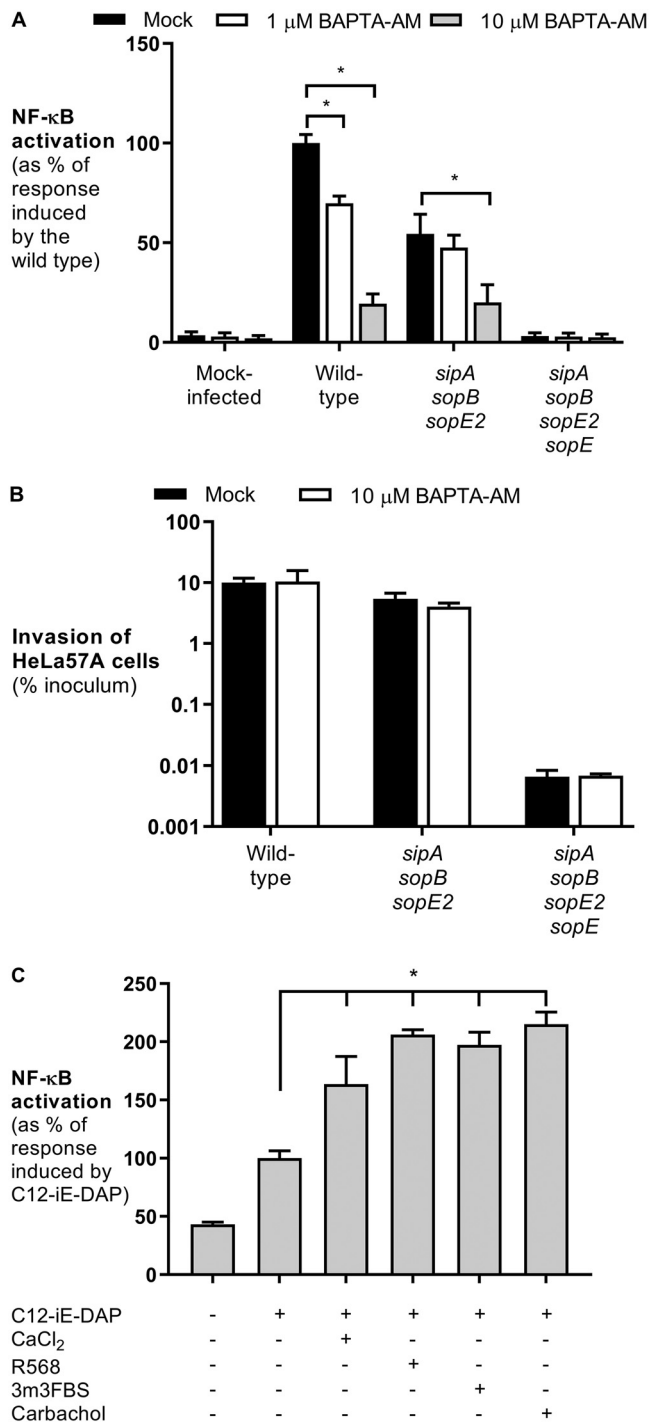 A
Mock 1 μM BAPTA-AM 10 μM BAPTA-AM
NF-κB
activation
(as % of
response
induced
by the
wild type)
150
100
50
0
*
*
*
Mock-
infected
Wild-
type
sipA
sopB
sopE2
sipA
sopB
sopE2
sopE
B
Mock 10 μM BAPTA-AM
Invasion of
HeLa57A cells
(% inoculum)
100
10
1
0.1
0.01
0.001
Wild-
type
sipA
sopB
sopE2
sipA
sopB
sopE2
sopE
C
NF-κB
activation
(as % of
response
induced by
C12-iE-DAP)
250
200
150
100
50
0
*
C12-iE-DAP - + + + + +
CaCl₂ - - + - - -
R568 - - - + - -
3m3FBS - - - - + -
Carbachol - - - - - +